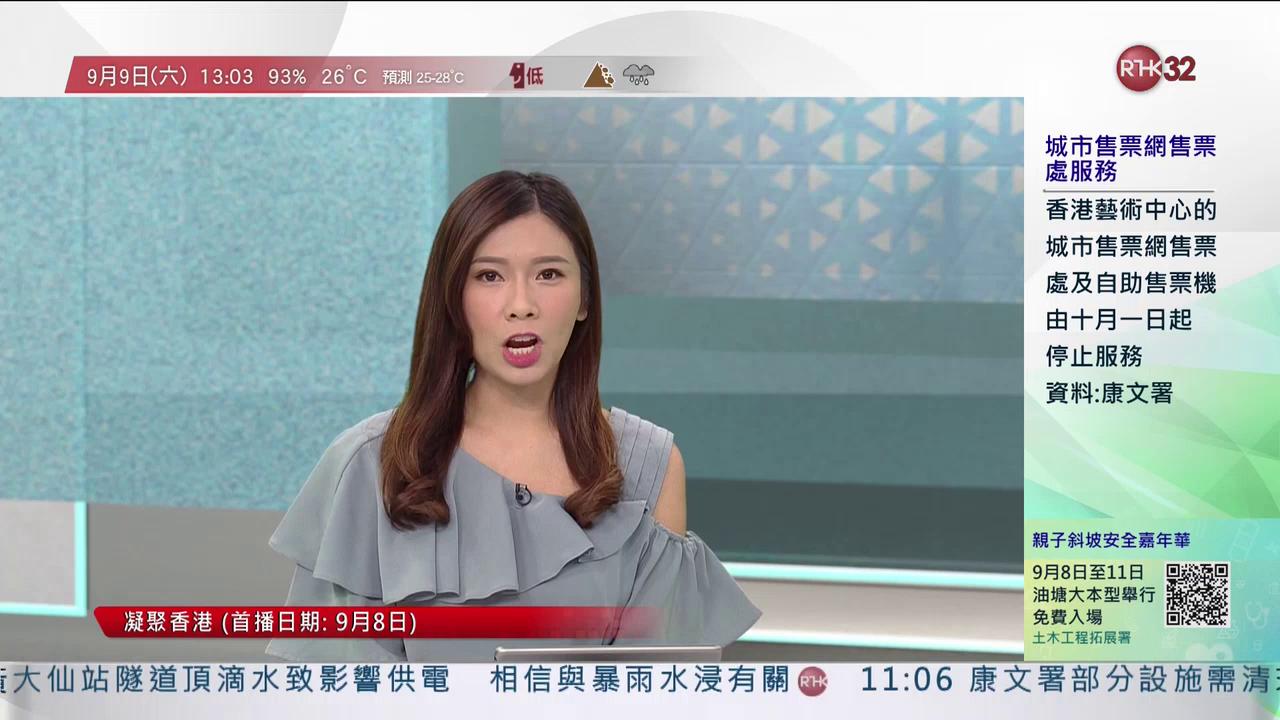 9月9日(六) 13:03 93% 26°C 預測 25-28°C 低
RTHK 32
城市售票網售票
處服務
香港藝術中心的
城市售票網售票
處及自助售票機
由十月一日起
停止服務
資料:康文署
親子斜坡安全嘉年華
9月8日至11日
油塘大本型舉行
免費入場
土木工程拓展署
凝聚香港 (首播日期: 9月8日)
大仙站隧道頂滴水致影響供電 相信與暴雨水浸有關 RTHK 11:06 康文署部分設施需清